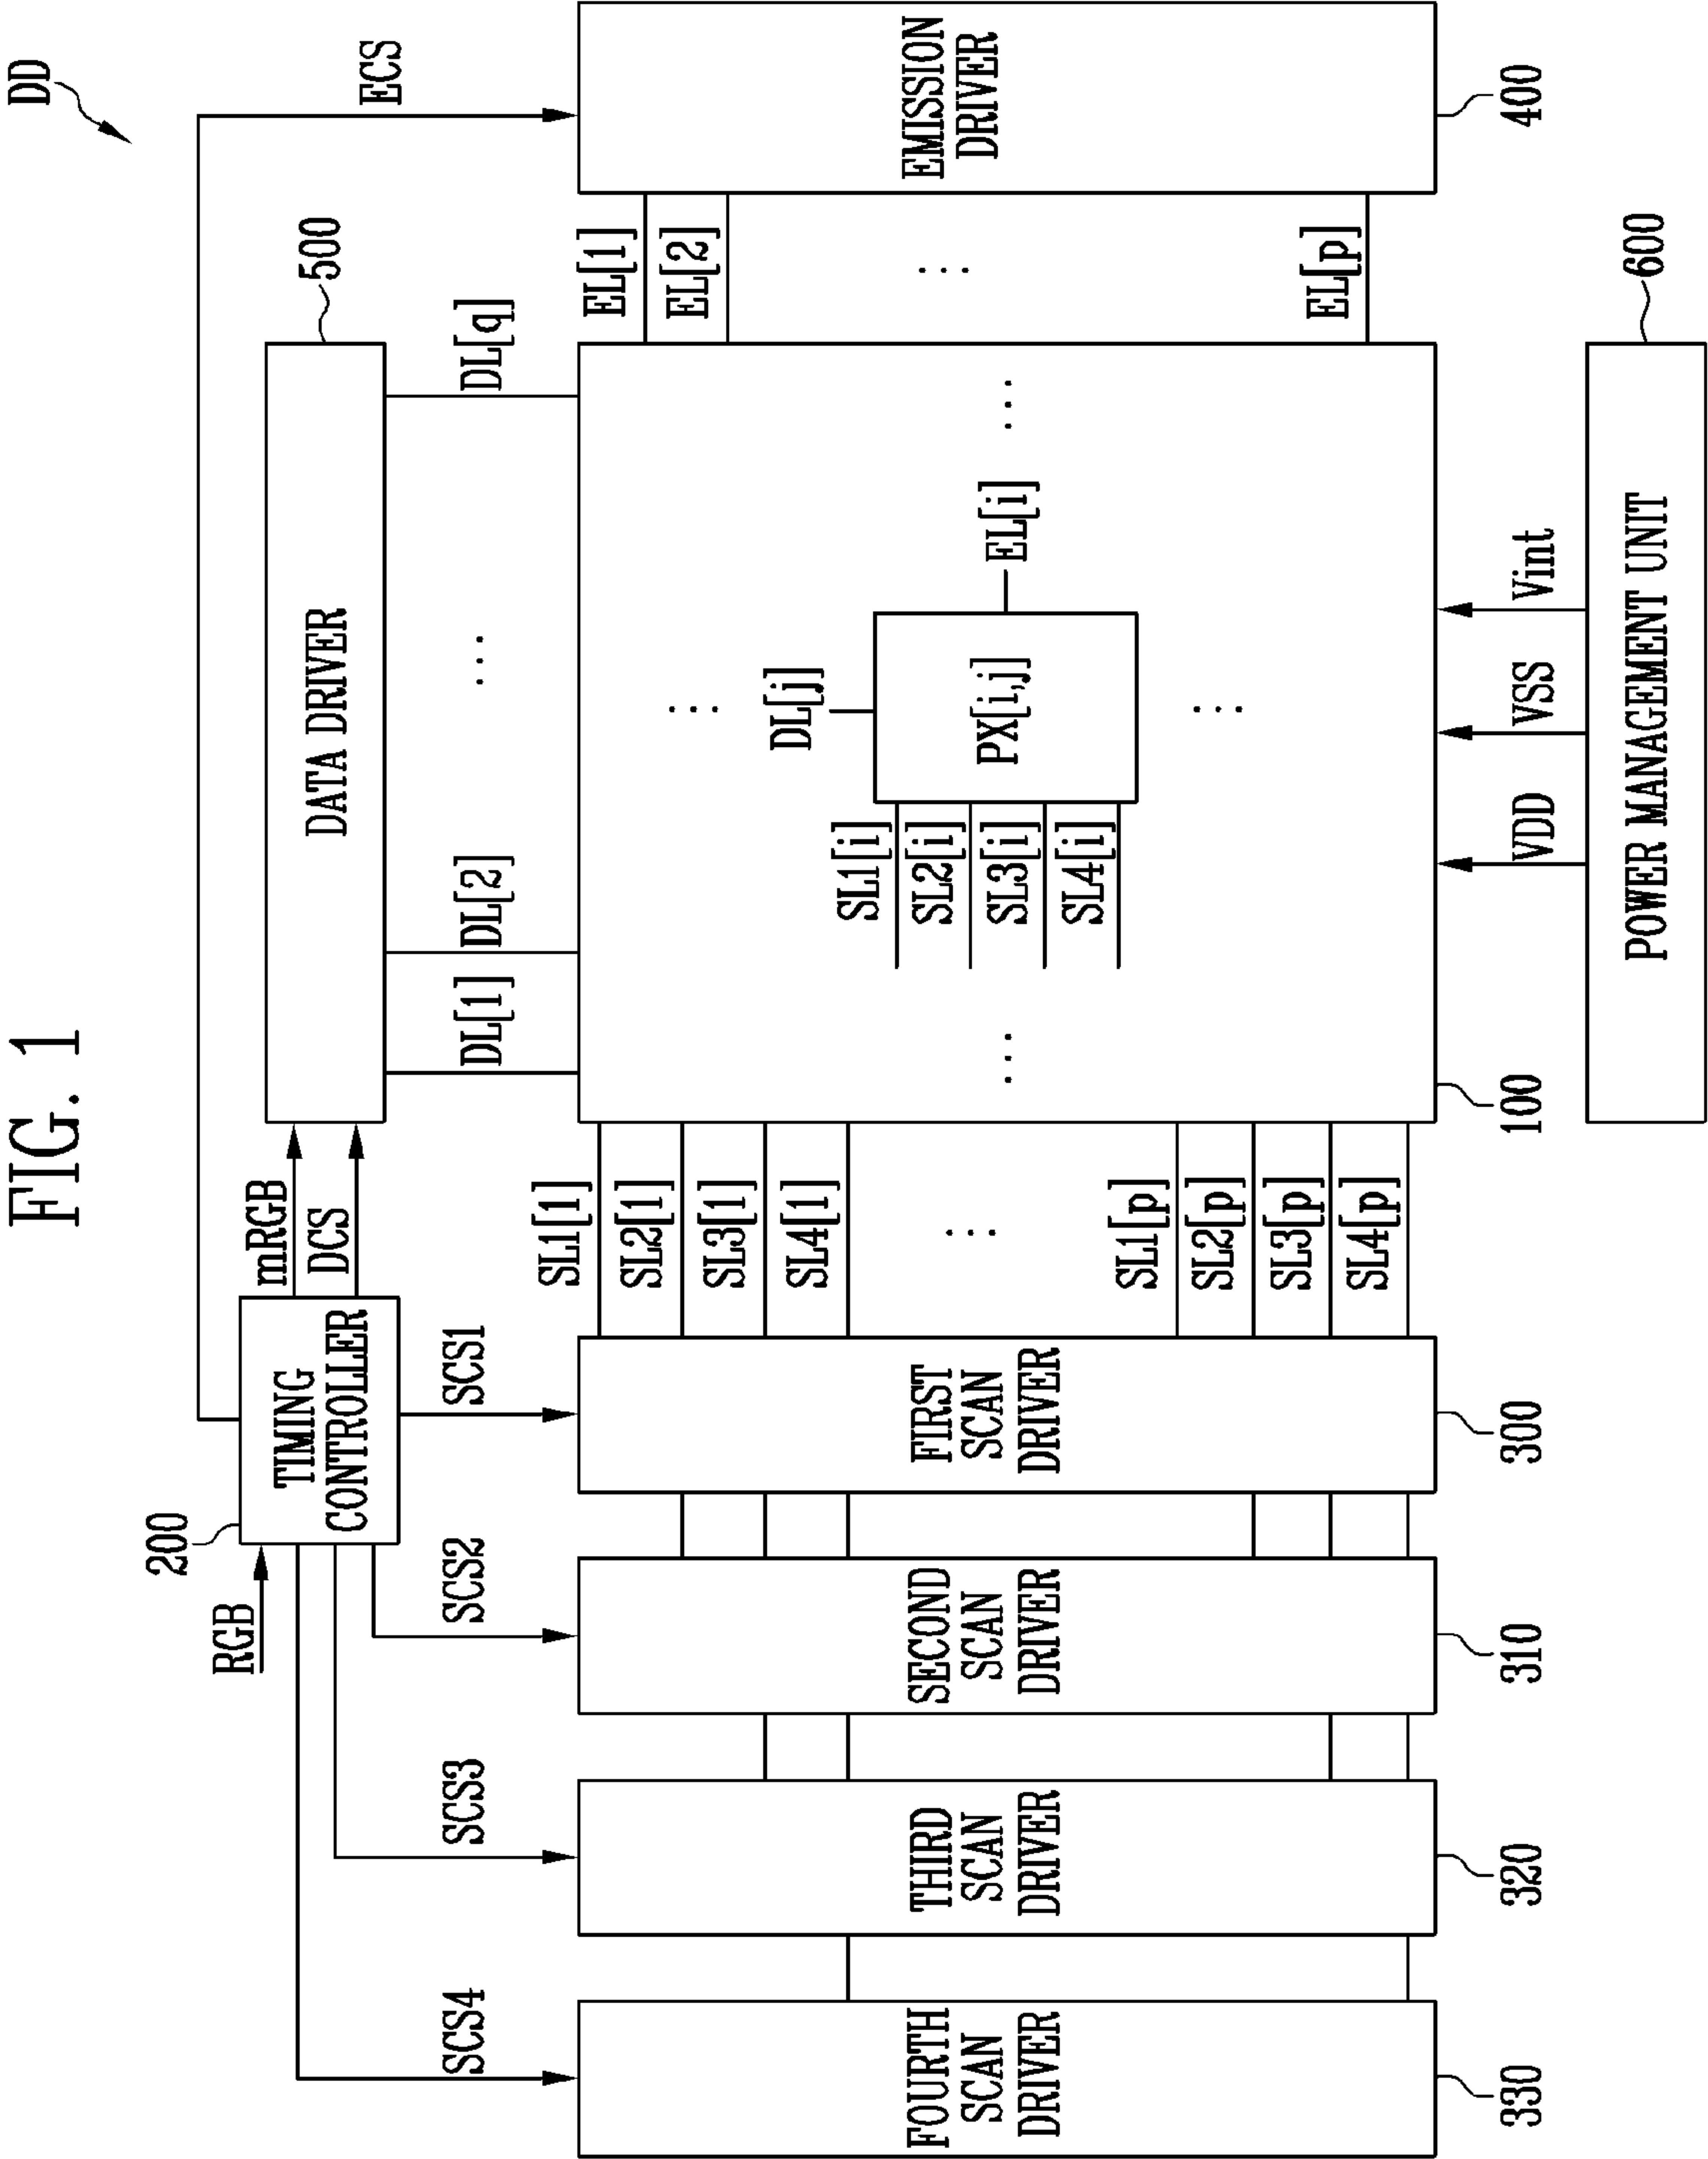 FIG. 1
DD
ECS
200
RGB
TIMING
CONTROLLER
mRGB
DCS
DATA DRIVER
500
SCS4
SCS3
SCS2
SCS1
DL[1]
DL[2]
...
DL[q]
FOURTH
SCAN
DRIVER
330
THIRD
SCAN
DRIVER
320
SECOND
SCAN
DRIVER
310
FIRST
SCAN
DRIVER
300
SL1[1]
SL2[1]
SL3[1]
SL4[1]
...
SL1[p]
SL2[p]
SL3[p]
SL4[p]
...
DL[j]
SL1[i]
SL2[i]
SL3[i]
SL4[i]
PX[i,j]
EL[i]
...
...
...
100
EL[1]
EL[2]
...
EL[p]
EMISSION
DRIVER
400
VDD
VSS
Vint
POWER MANAGEMENT UNIT
600